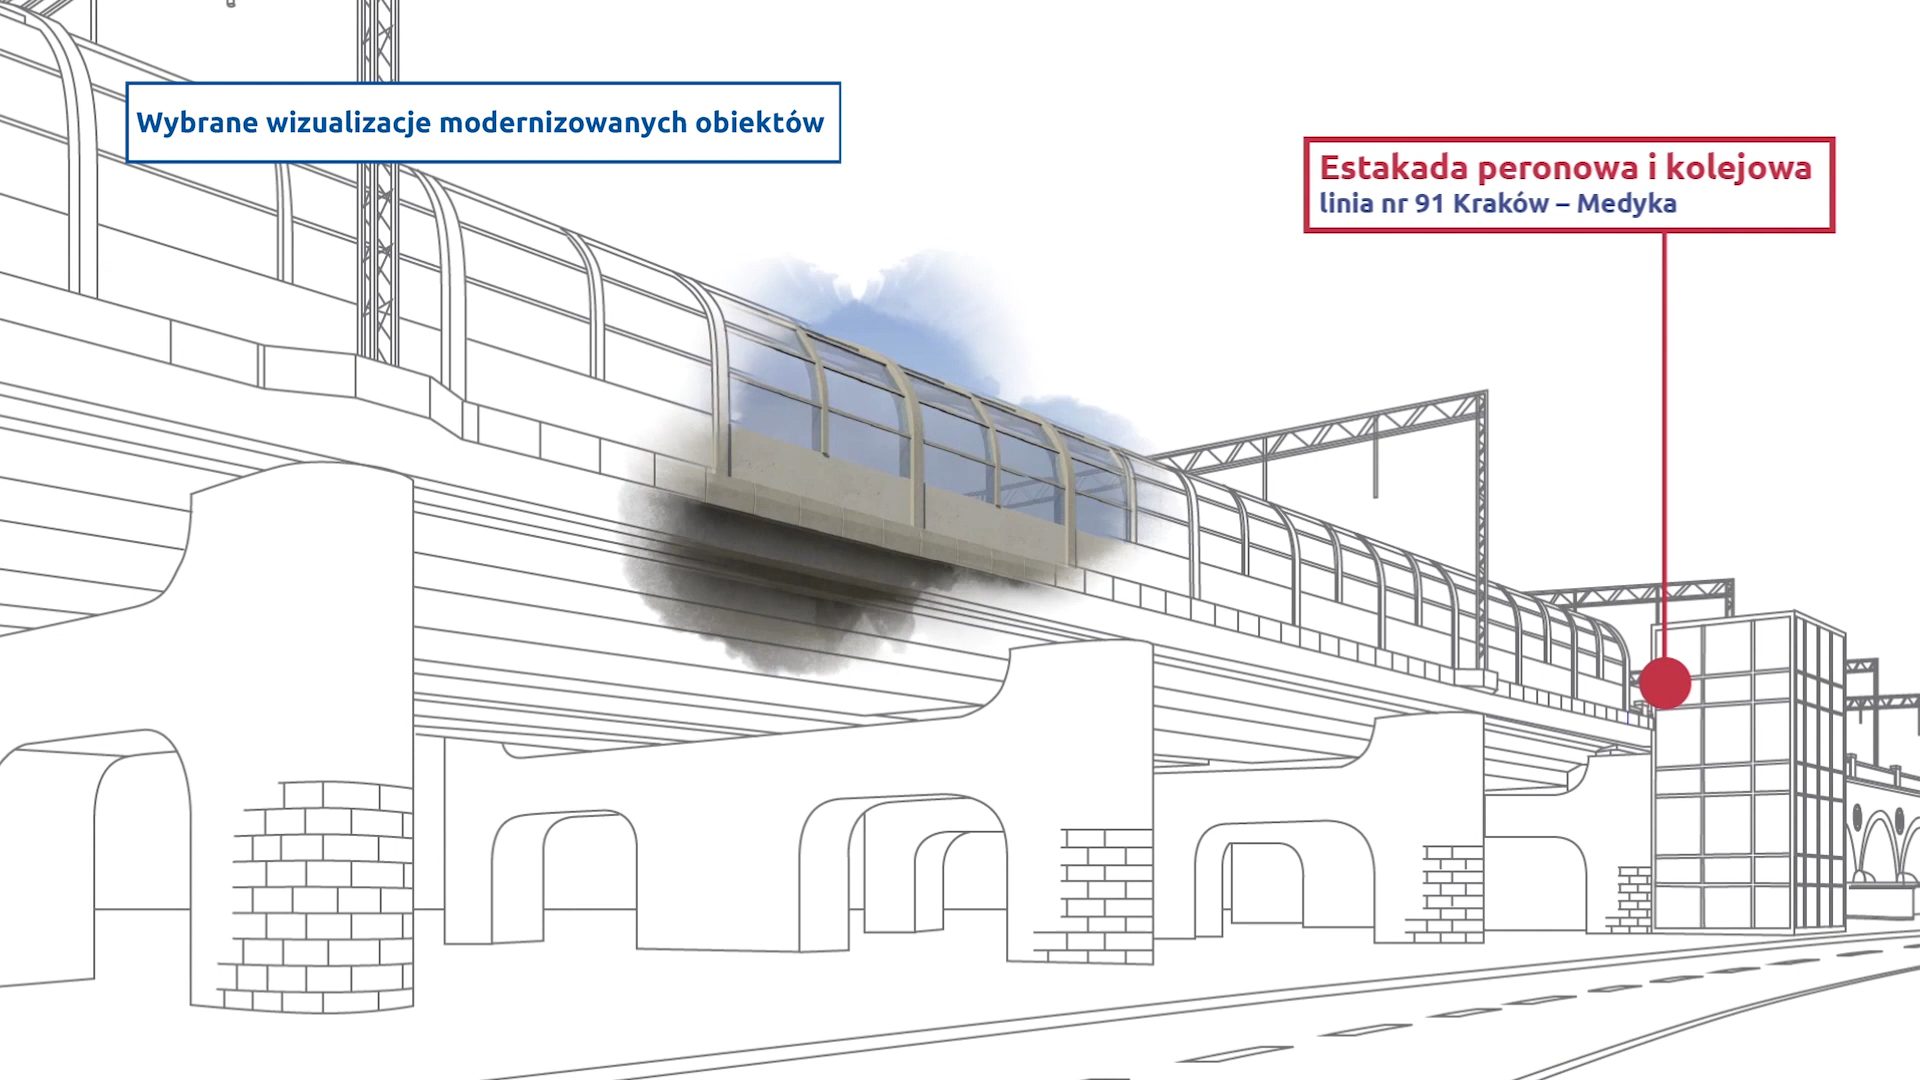 Wybrane wizualizacje modernizowanych obiektów
Estakada peronowa i kolejowa
linia nr 91 Kraków – Medyka